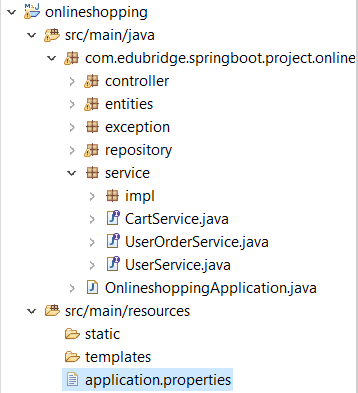 onlineshopping
src/main/java
com.edubridge.springboot.project.online
controller
entities
exception
repository
service
impl
CartService.java
UserOrderService.java
UserService.java
OnlineshoppingApplication.java
src/main/resources
static
templates
application.properties